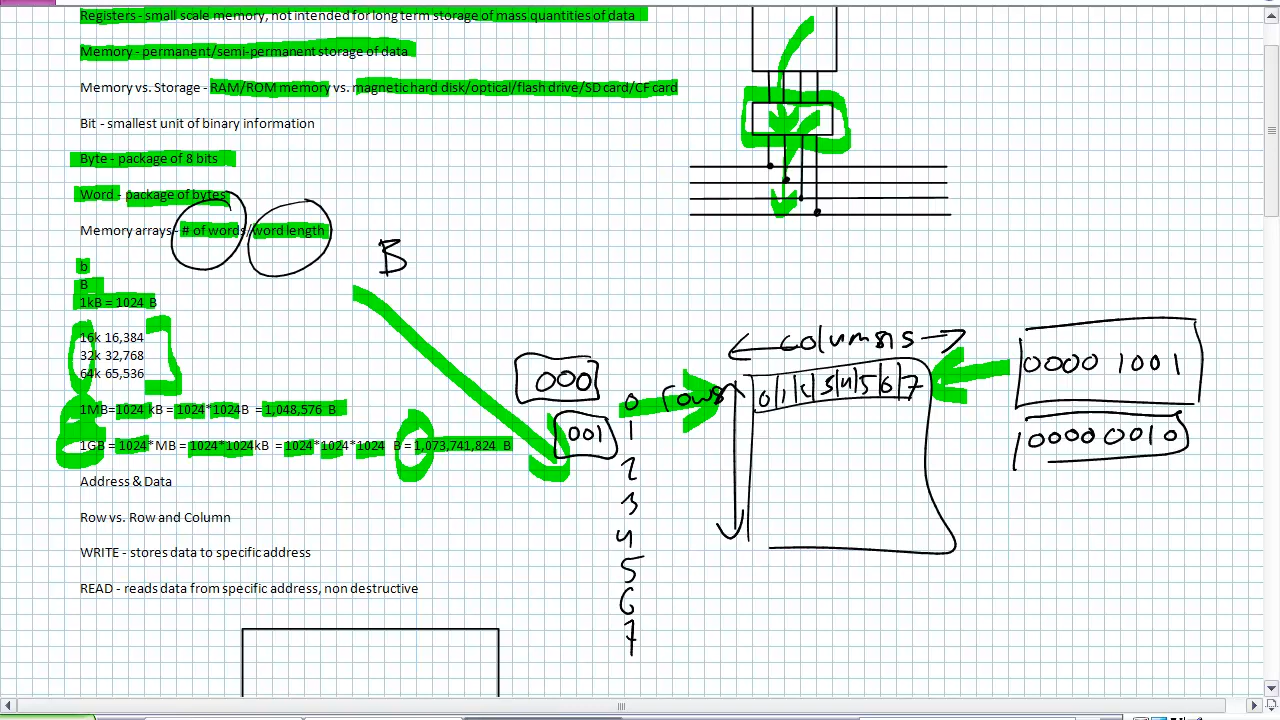 Registers - small scale memory, not intended for long term storage of mass quantities of data
Memory - permanent/semi-permanent storage of data
Memory vs. Storage - RAM/ROM memory vs. magnetic hard disk/optical/flash drive/SD card/CF card
Bit - smallest unit of binary information
Byte - package of 8 bits
Word - package of bytes
Memory arrays - # of words/word length
B
b
B
1kB = 1024 B
16k 16,384
32k 32,768
64k 65,536
1MB=1024 kB = 1024*1024B = 1,048,576 B
1GB = 1024*MB = 1024*1024kB = 1024*1024*1024 B = 1,073,741,824 B
Address & Data
Row vs. Row and Column
WRITE - stores data to specific address
READ - reads data from specific address, non destructive
columns
000
0 rows
0 1 2 3 4 5 6 7
0000 1001
001
1
0000 0010
2
3
4
5
6
7